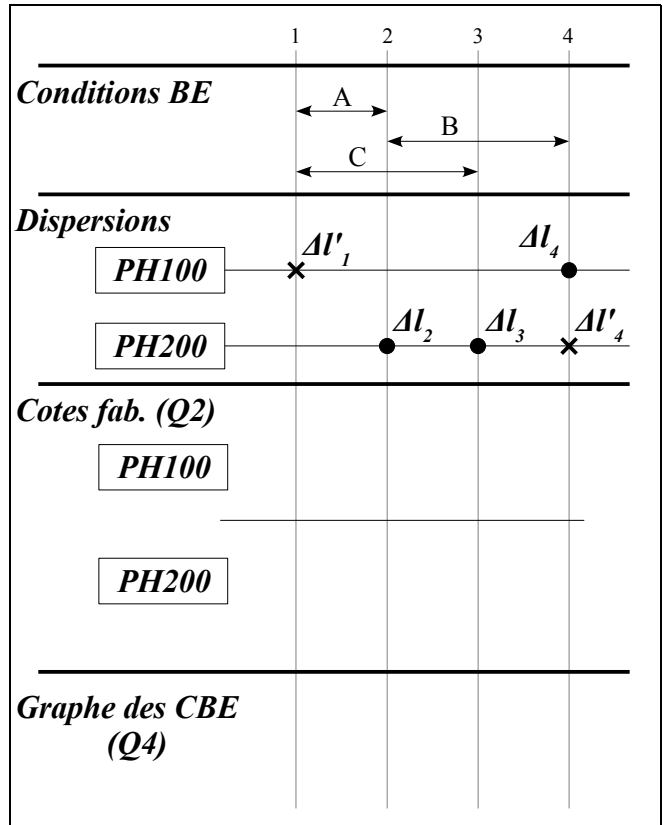 1 2 3 4
Conditions BE
A
B
C
Dispersions
Δl'₁ Δl₄
PH100
Δl₂ Δl₃ Δl'₄
PH200
Cotes fab. (Q2)
PH100
PH200
Graphe des CBE
(Q4)